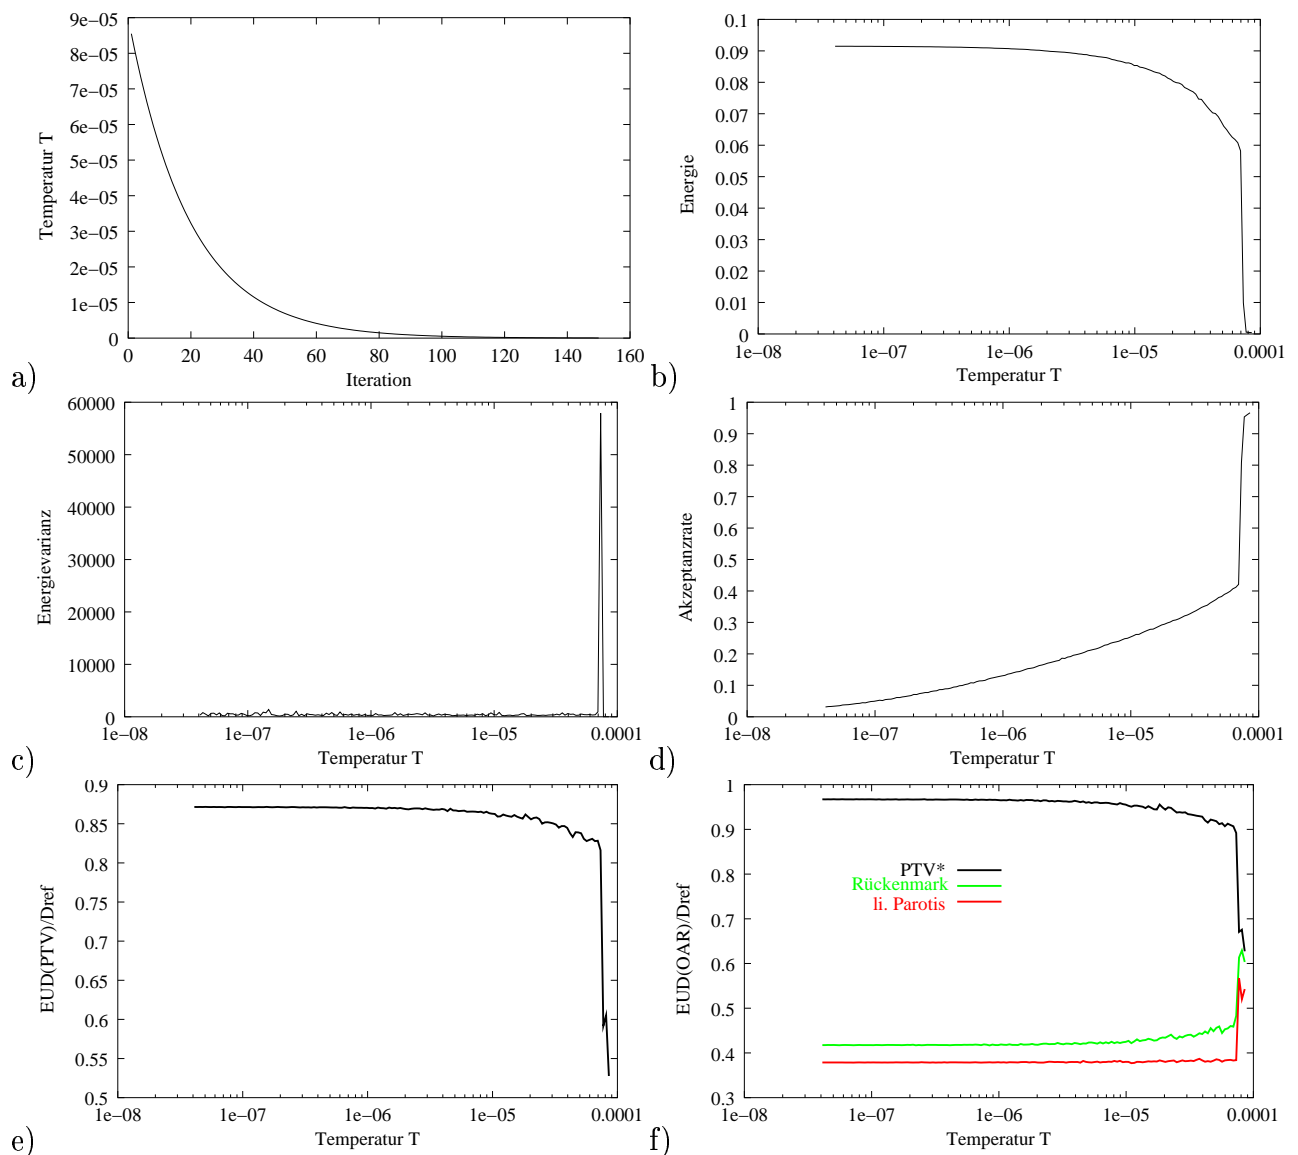 9e−05
8e−05
7e−05
6e−05
5e−05
4e−05
3e−05
2e−05
1e−05
0
0 20 40 60 80 100 120 140 160
Temperatur T
Iteration
a)
0.1
0.09
0.08
0.07
0.06
0.05
0.04
0.03
0.02
0.01
0
1e−08 1e−07 1e−06 1e−05 0.0001
Energie
Temperatur T
b)
60000
50000
40000
30000
20000
10000
0
1e−08 1e−07 1e−06 1e−05 0.0001
Energievarianz
Temperatur T
c)
1
0.9
0.8
0.7
0.6
0.5
0.4
0.3
0.2
0.1
0
1e−08 1e−07 1e−06 1e−05 0.0001
Akzeptanzrate
Temperatur T
d)
0.9
0.85
0.8
0.75
0.7
0.65
0.6
0.55
0.5
1e−08 1e−07 1e−06 1e−05 0.0001
EUD(PTV)/Dref
Temperatur T
e)
1
0.9
0.8
0.7
0.6
0.5
0.4
0.3
1e−08 1e−07 1e−06 1e−05 0.0001
EUD(OAR)/Dref
PTV*
Rückenmark
li. Parotis
Temperatur T
f)